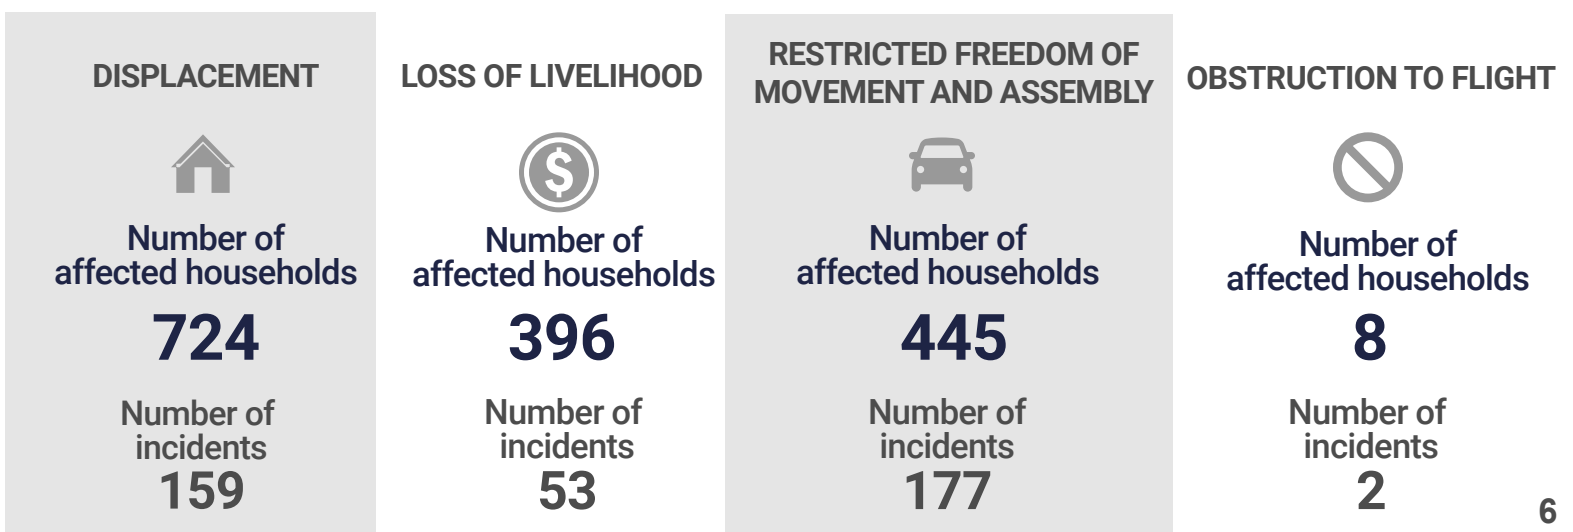 DISPLACEMENT
Number of
affected households
724
Number of
incidents
159
LOSS OF LIVELIHOOD
$
Number of
affected households
396
Number of
incidents
53
RESTRICTED FREEDOM OF
MOVEMENT AND ASSEMBLY
Number of
affected households
445
Number of
incidents
177
OBSTRUCTION TO FLIGHT
Number of
affected households
8
Number of
incidents
2
6